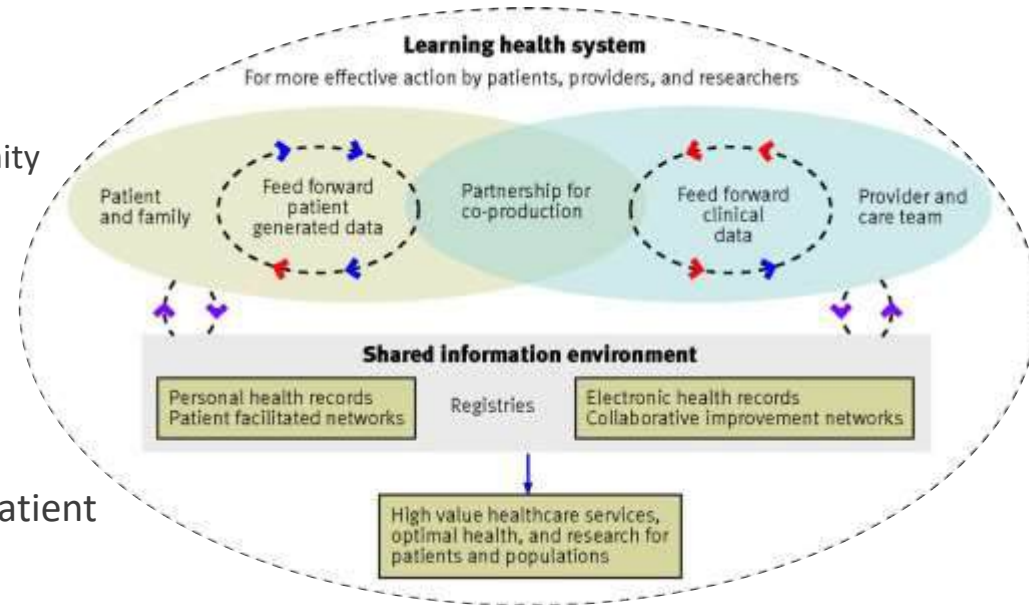 Learning health system
For more effective action by patients, providers, and researchers
Patient
and family
Feed forward
patient
generated data
Partnership for
co-production
Feed forward
clinical
data
Provider and
care team
Shared information environment
Personal health records
Patient facilitated networks
Registries
Electronic health records
Collaborative improvement networks
High value healthcare services,
optimal health, and research for
patients and populations